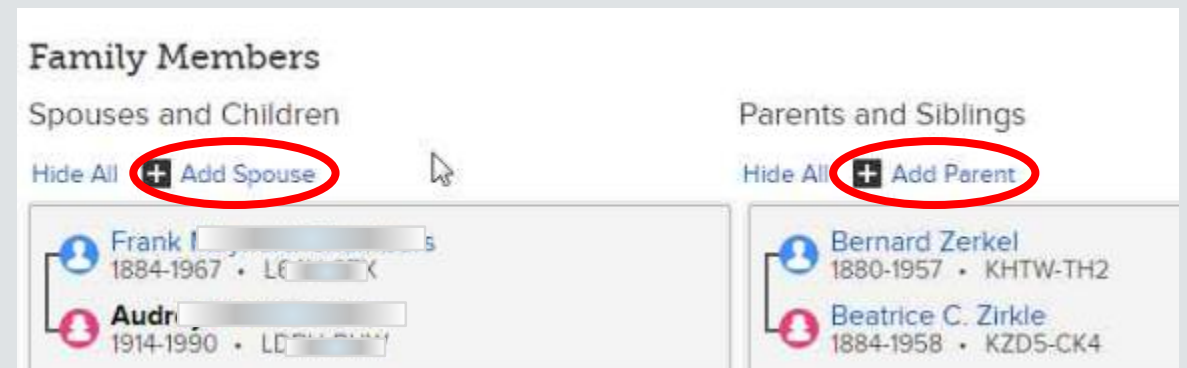 Family Members
Spouses and Children
Hide All Add Spouse
Frank
1884-1967 •
1914-1990 •
Parents and Siblings
Hide All Add Parent
Bernard Zerkel
1880-1957 • KHTW-TH2
Beatrice C. Zirkle
1884-1958 • KZD5-CK4